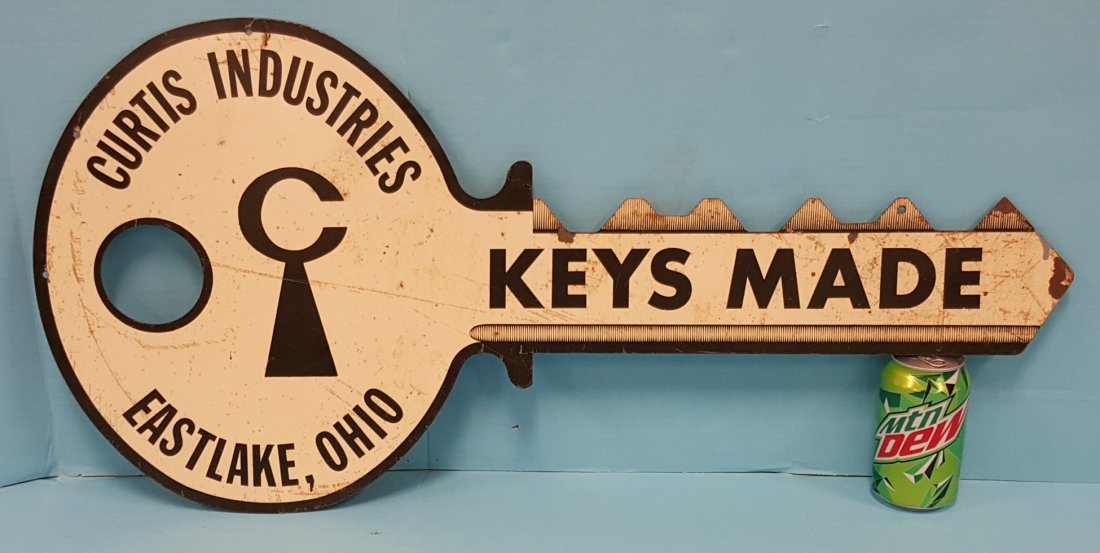 CURTIS INDUSTRIES
C
KEYS MADE
EASTLAKE, OHIO
mtn
DEW